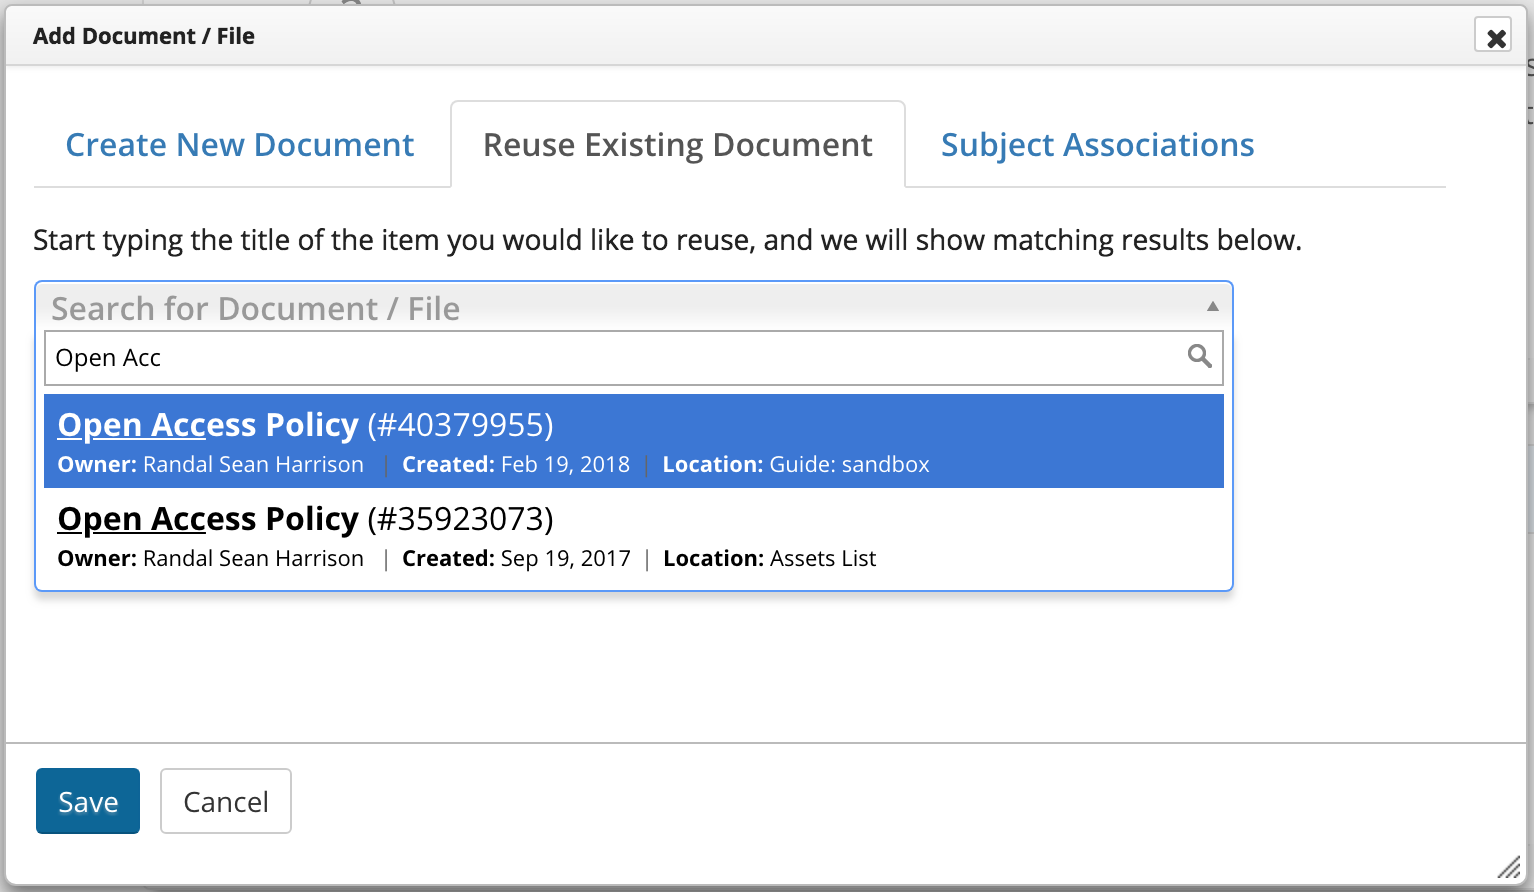 Add Document / File
Create New Document
Reuse Existing Document
Subject Associations
Start typing the title of the item you would like to reuse, and we will show matching results below.
Search for Document / File
Open Acc
Open Access Policy (#40379955)
Owner: Randal Sean Harrison | Created: Feb 19, 2018 | Location: Guide: sandbox
Open Access Policy (#35923073)
Owner: Randal Sean Harrison | Created: Sep 19, 2017 | Location: Assets List
Save
Cancel